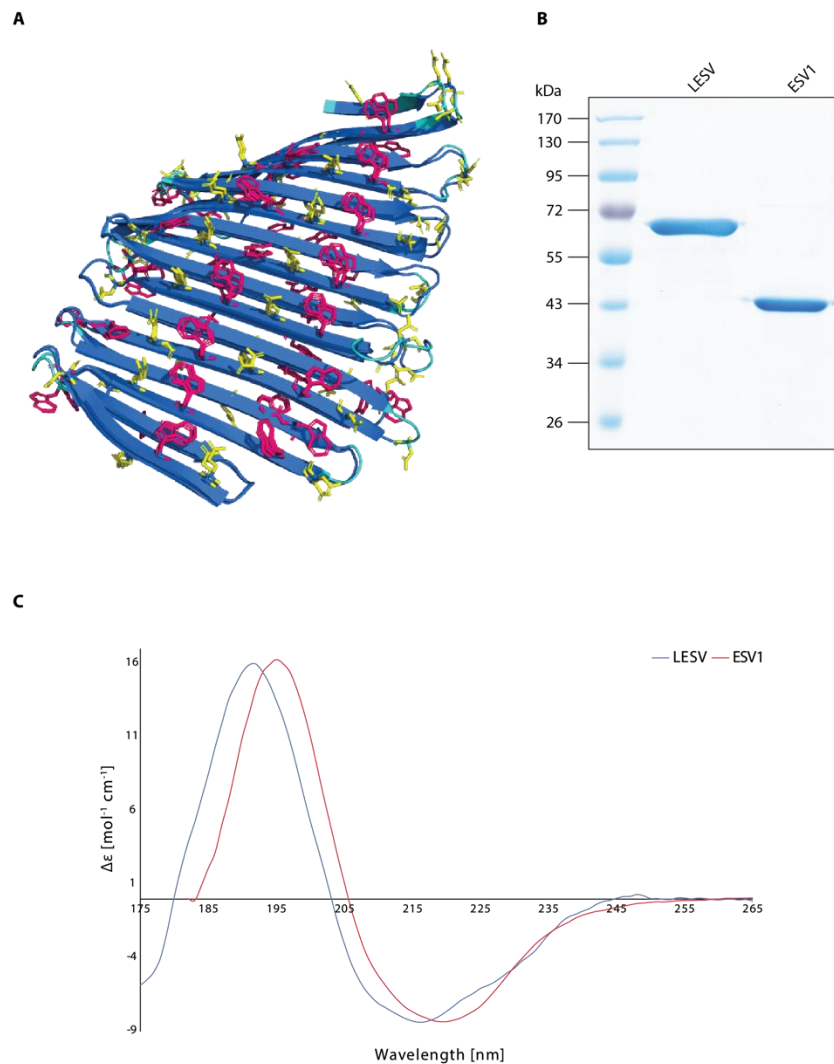 A
B
LESV
ESV1
kDa
170
130
95
72
55
43
34
26
C
LESV ESV1
16
11
6
1
-4
-9
Δε [mol⁻¹ cm⁻¹]
175 185 195 205 215 225 235 245 255 265
Wavelength [nm]